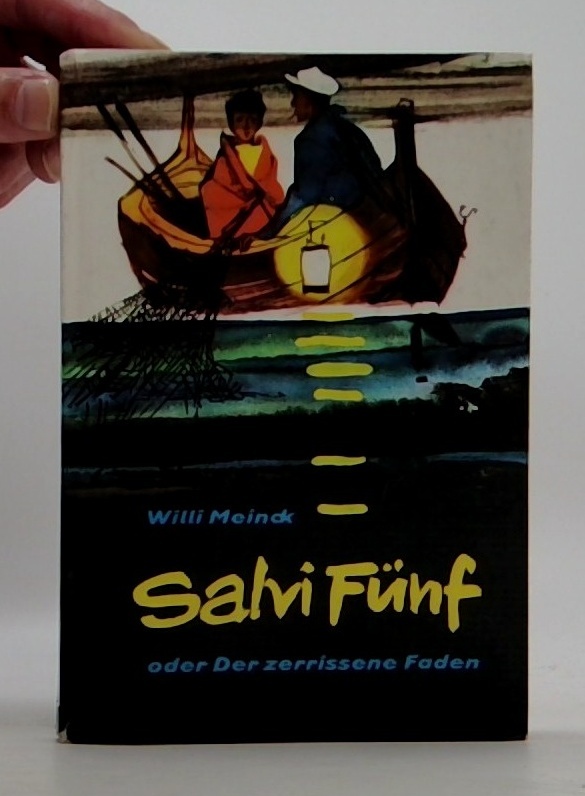 Willi Meinck
Salvi Fünf
oder Der zerrissene Faden